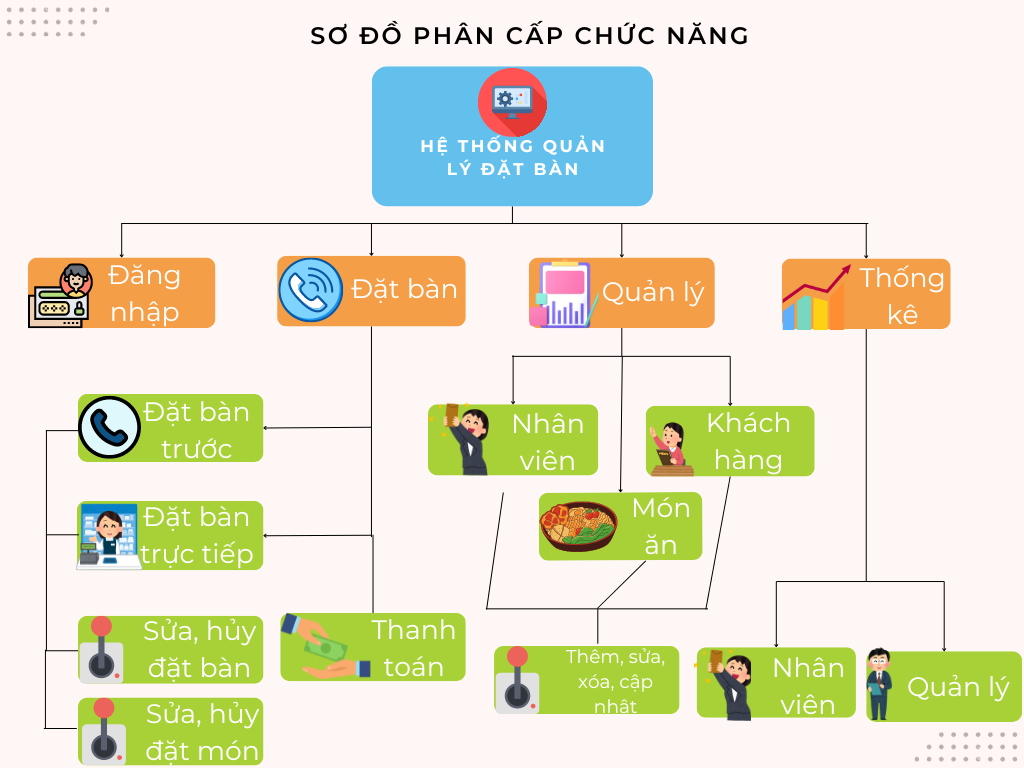 SƠ ĐỒ PHÂN CẤP CHỨC NĂNG
HỆ THỐNG QUẢN
LÝ ĐẶT BÀN
Đăng
nhập
Đặt bàn
Quản lý
Thống
kê
Đặt bàn
trước
Nhân
viên
Khách
hàng
Món
ăn
Đặt bàn
trực tiếp
Sửa, hủy
đặt bàn
Thanh
toán
Thêm, sửa,
xóa, cập
nhật
Nhân
viên
Quản lý
Sửa, hủy
đặt món